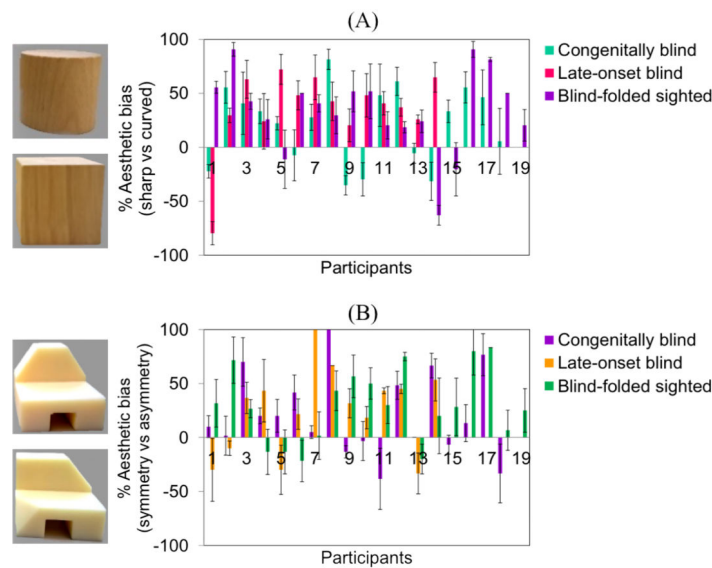 (A)
100
50
0
-50
-100
% Aesthetic bias
(sharp vs curved)
1 3 5 7 9 11 13 15 17 19
Participants
Congenitally blind
Late-onset blind
Blind-folded sighted
(B)
100
50
0
-50
-100
% Aesthetic bias
(symmetry vs asymmetry)
1 3 5 7 9 11 13 15 17 19
Participants
Congenitally blind
Late-onset blind
Blind-folded sighted